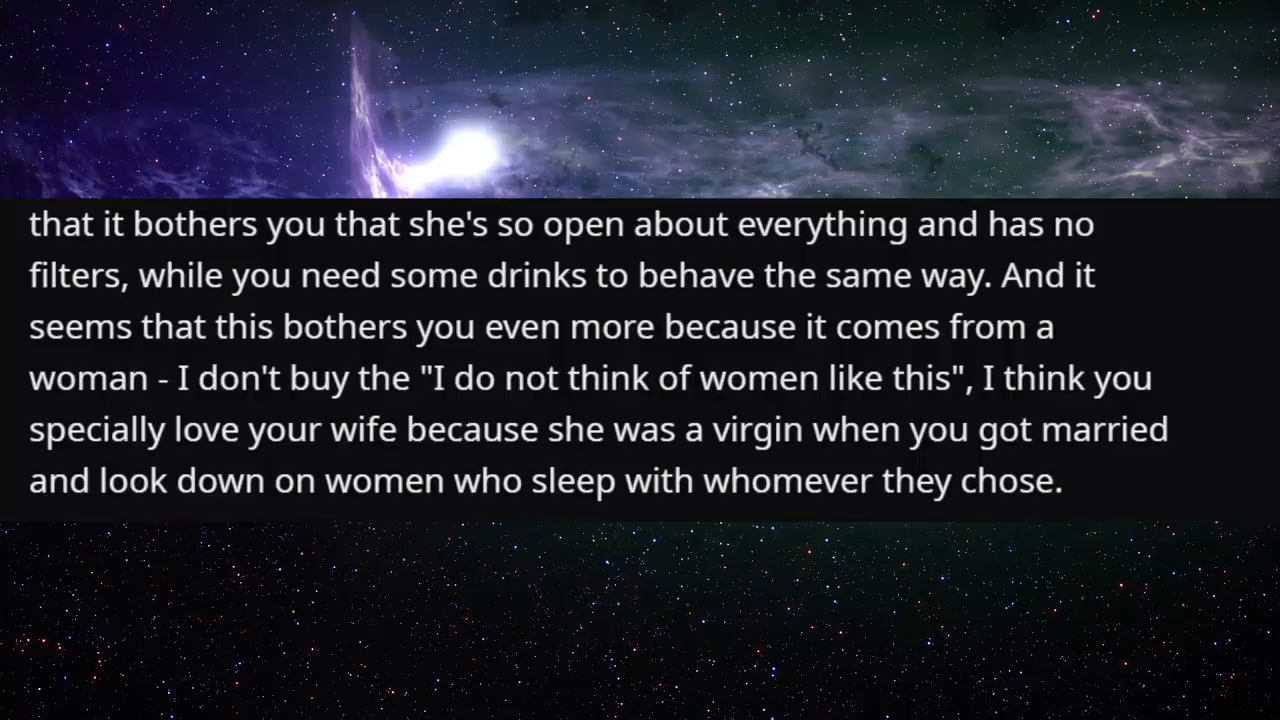 that it bothers you that she's so open about everything and has no
filters, while you need some drinks to behave the same way. And it
seems that this bothers you even more because it comes from a
woman - I don't buy the "I do not think of women like this", I think you
specially love your wife because she was a virgin when you got married
and look down on women who sleep with whomever they chose.